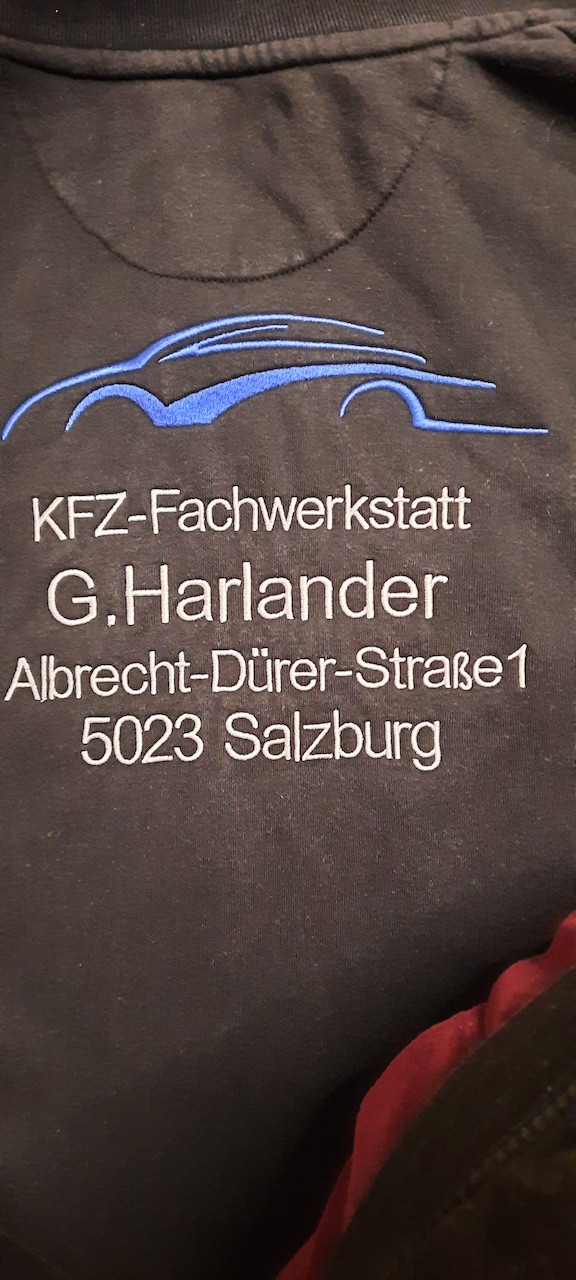 KFZ-Fachwerkstatt
G.Harlander
Albrecht-Dürer-Straße1
5023 Salzburg